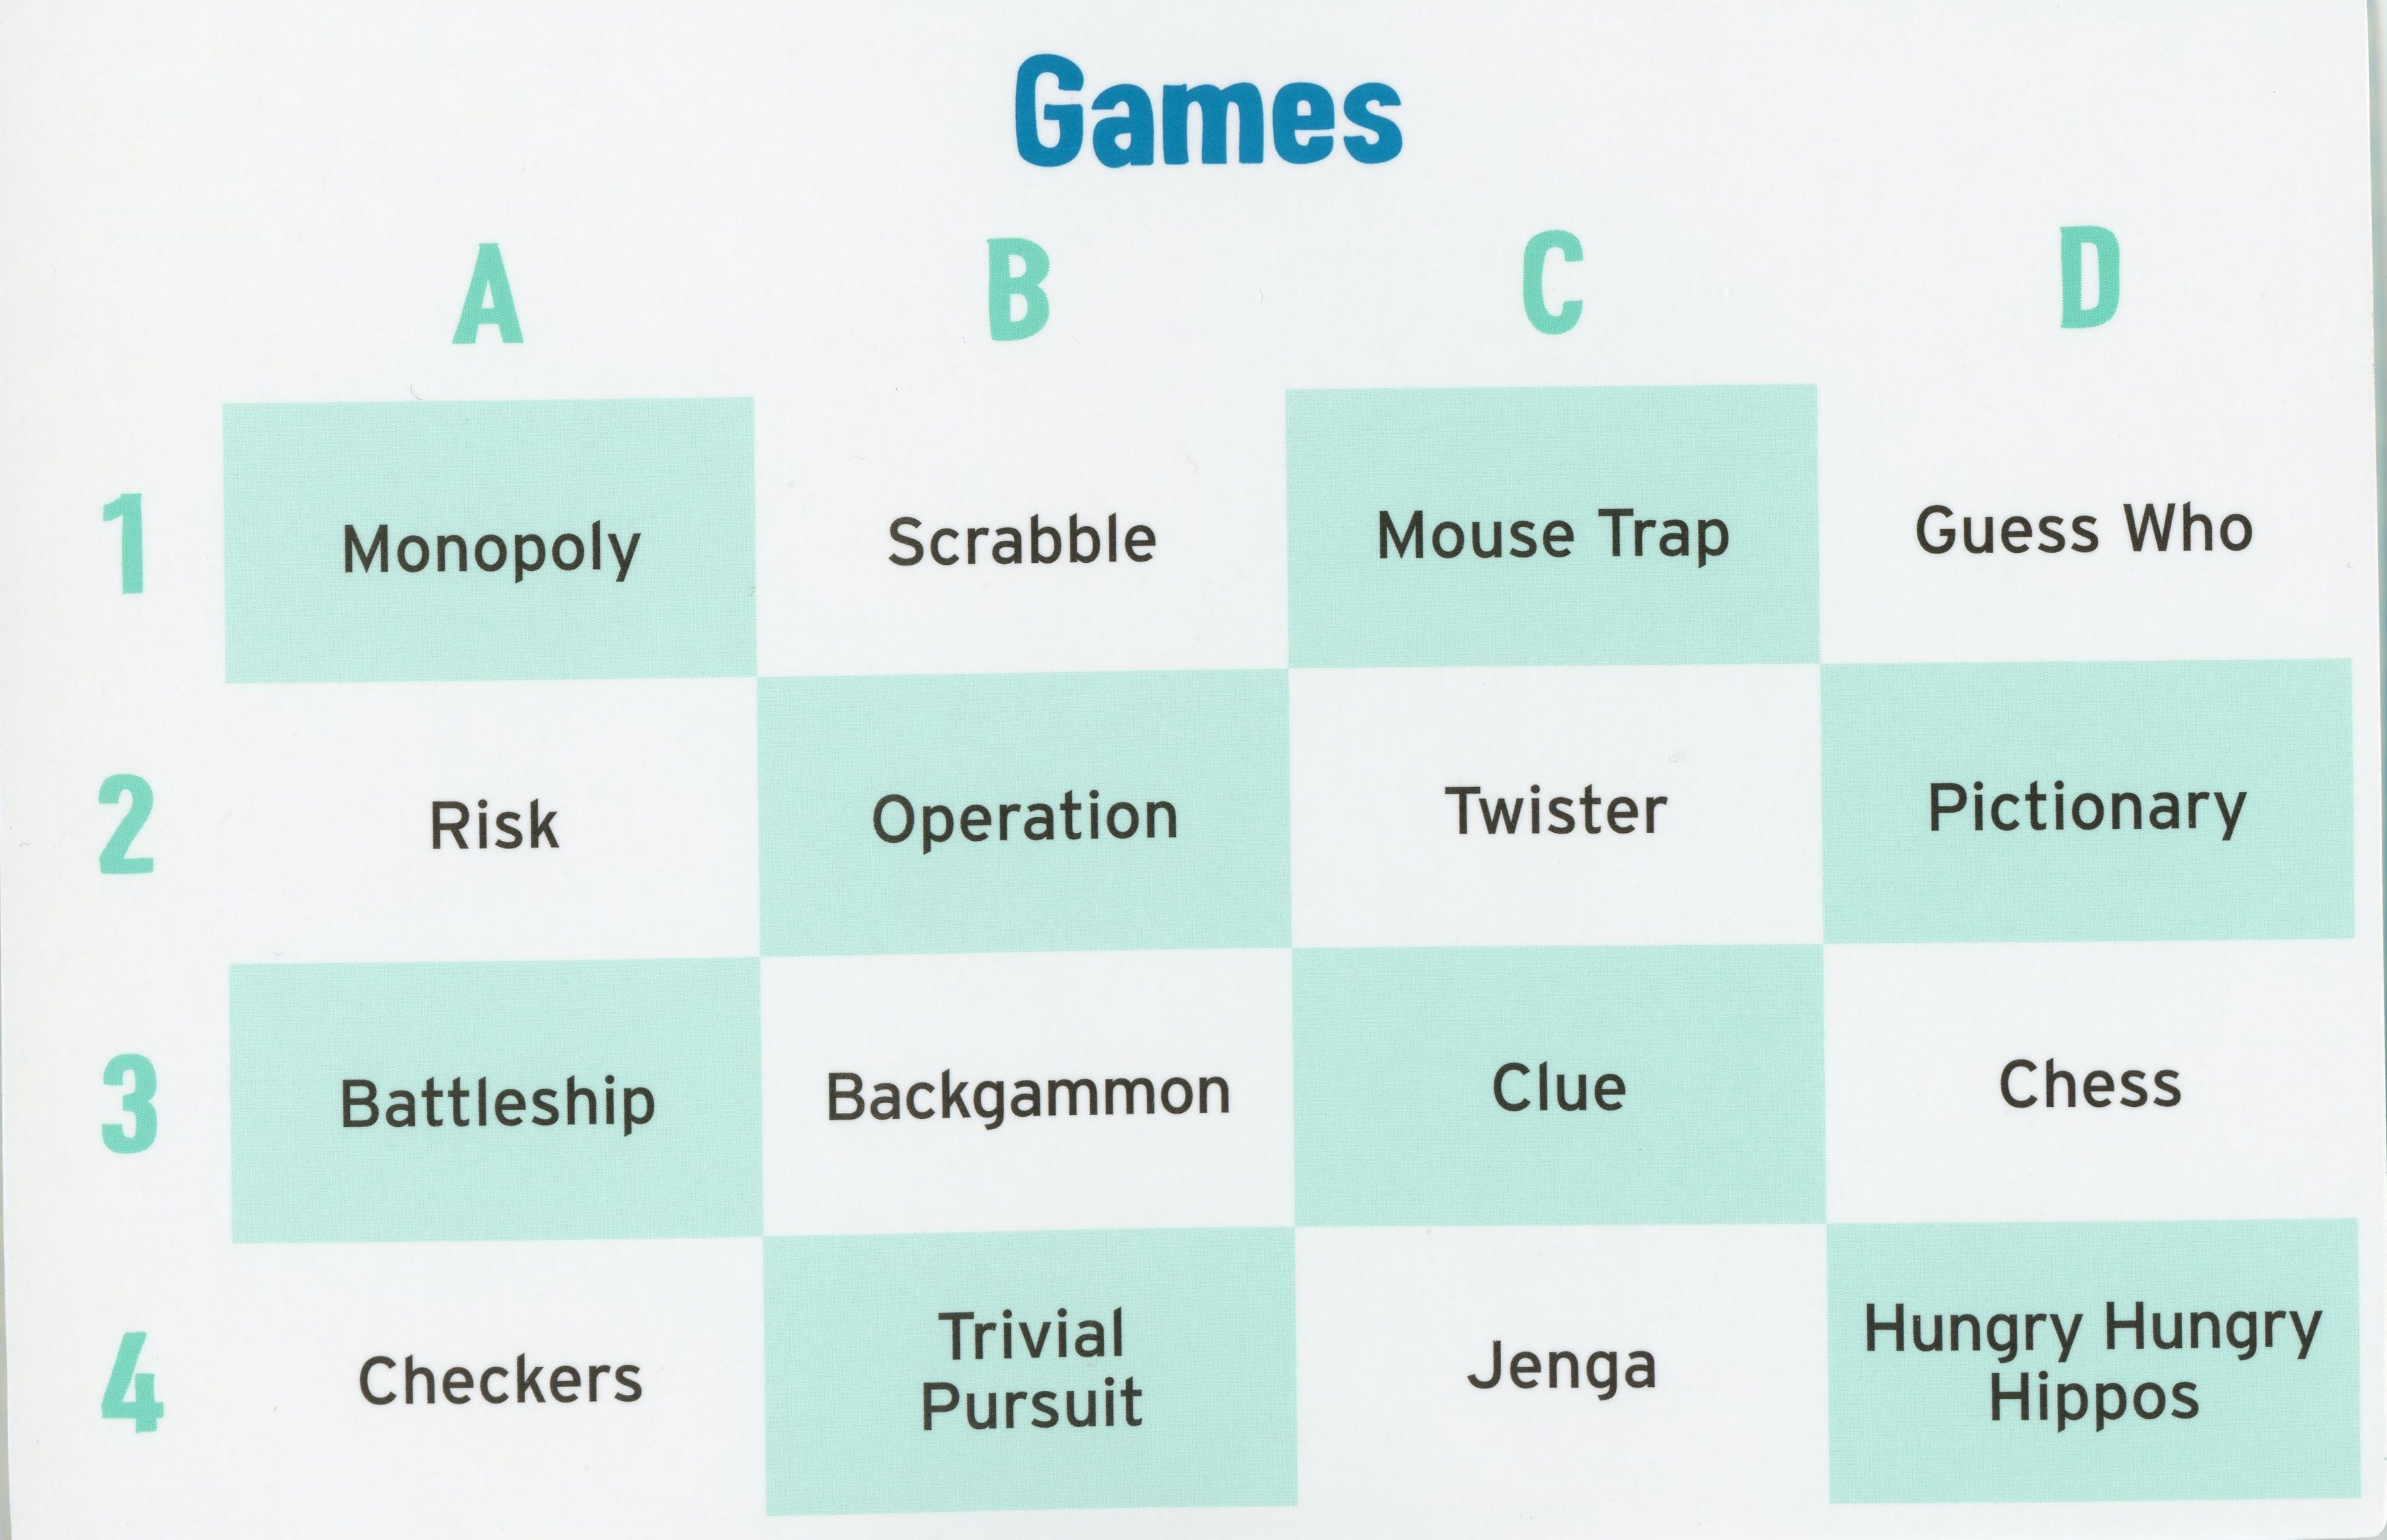 Games
A B C D
1 Monopoly Scrabble Mouse Trap Guess Who
2 Risk Operation Twister Pictionary
3 Battleship Backgammon Clue Chess
4 Checkers Trivial Pursuit Jenga Hungry Hungry Hippos